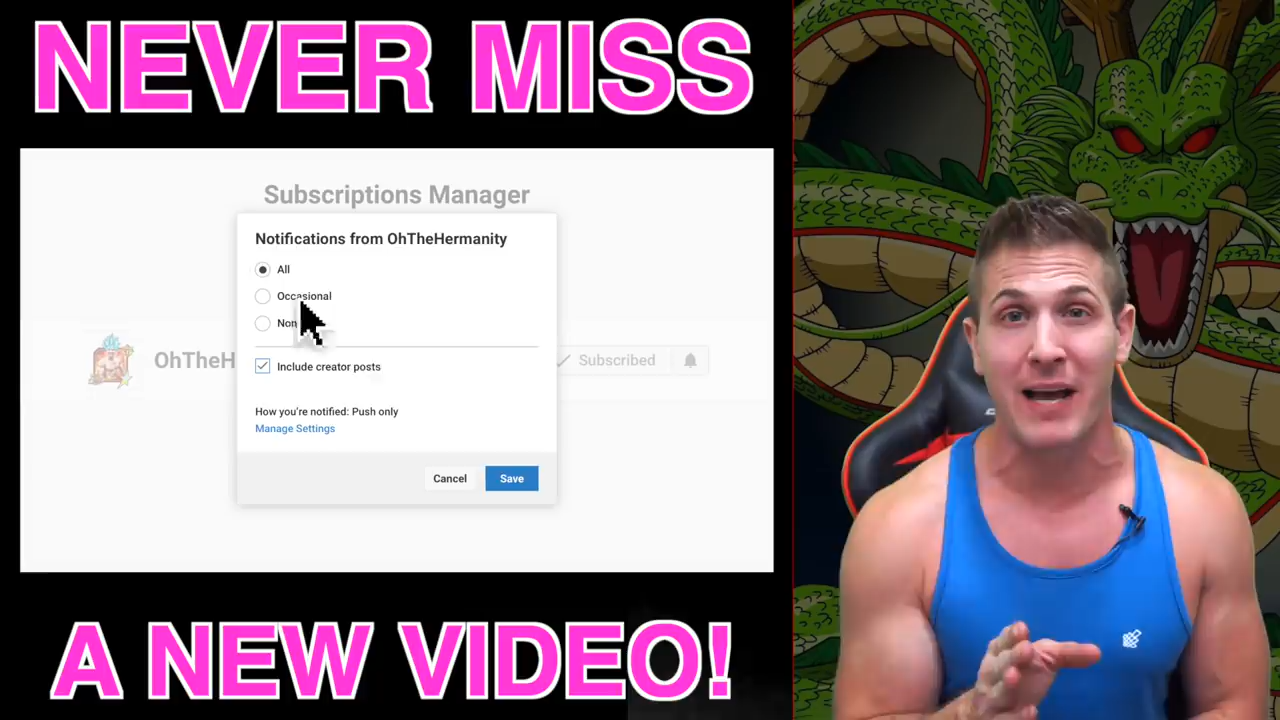 NEVER MISS
Subscriptions Manager
Notifications from OhTheHermanity
All
Occasional
Non
OhTheH
Subscribed
Include creator posts
How you're notified: Push only
Manage Settings
Cancel
Save
A NEW VIDEO!